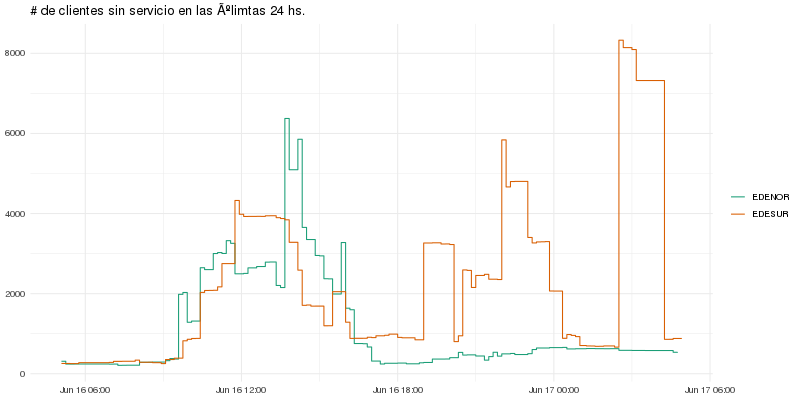 # de clientes sin servicio en las Ãºlimtas 24 hs.
8000
6000
4000
2000
0
Jun 16 06:00 Jun 16 12:00 Jun 16 18:00 Jun 17 00:00 Jun 17 06:00
EDENOR
EDESUR